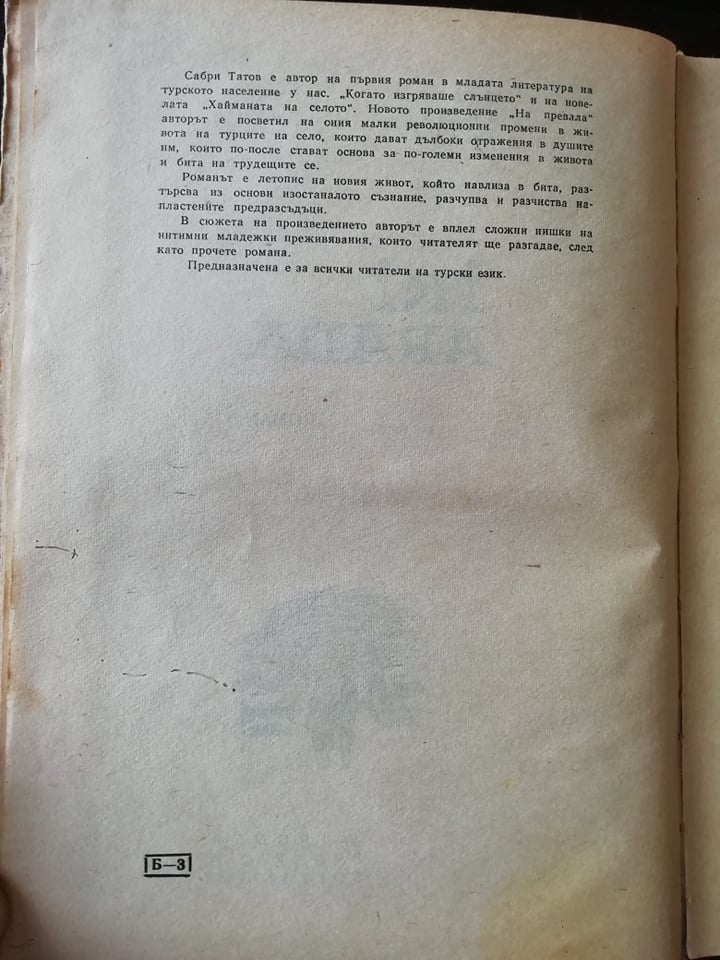 Сабри Татов е автор на първия роман в младата литература на
турското население у нас. „Когато изгряваше слънцето“ и на нове-
лата „Хайманата на селото“. Новото произведение „На превала“
авторът е посветил на ония малки революционни промени в жи-
вота на турците на село, които дават дълбоки отражения в душите
им, които по-после стават основа за по-големи изменения в живота
и бита на трудещите се.
Романът е летопис на новия живот, който навлиза в бита, раз-
търсва из основи изостаналото съзнание, разчупва и разчиства на-
пластените предразсъдъци.
В сюжета на произведението авторът е вплел сложни нишки на
интимни младежки преживявания, които читателят ще разгадае, след
като прочете романа.
Предназначена е за всички читатели на турски език.
Б—3